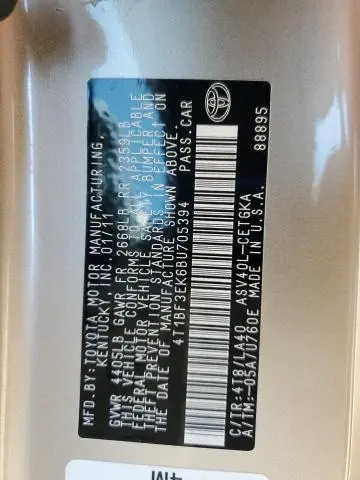 MFD.BY:TOYOTA MOTOR MANUFACTURING,
KENTUCKY INC. 01/11
GVWR 4405LB GAWR FR 2668LB RR 2359LB
THIS VEHICLE CONFORMS TO ALL APPLICABLE
FEDERAL MOTOR VEHICLE SAFETY BUMPER AND
THEFT PREVENTION STANDARDS IN EFFECT ON
THE DATE OF MANUFACTURE SHOWN ABOVE.
4T1BF3EK6BU705394 PASS.CAR
C/TR:4T8/LA40 ASV40L-CETGKA
A/TM:-05A/U760E MADE IN U.S.A.
88895
4M